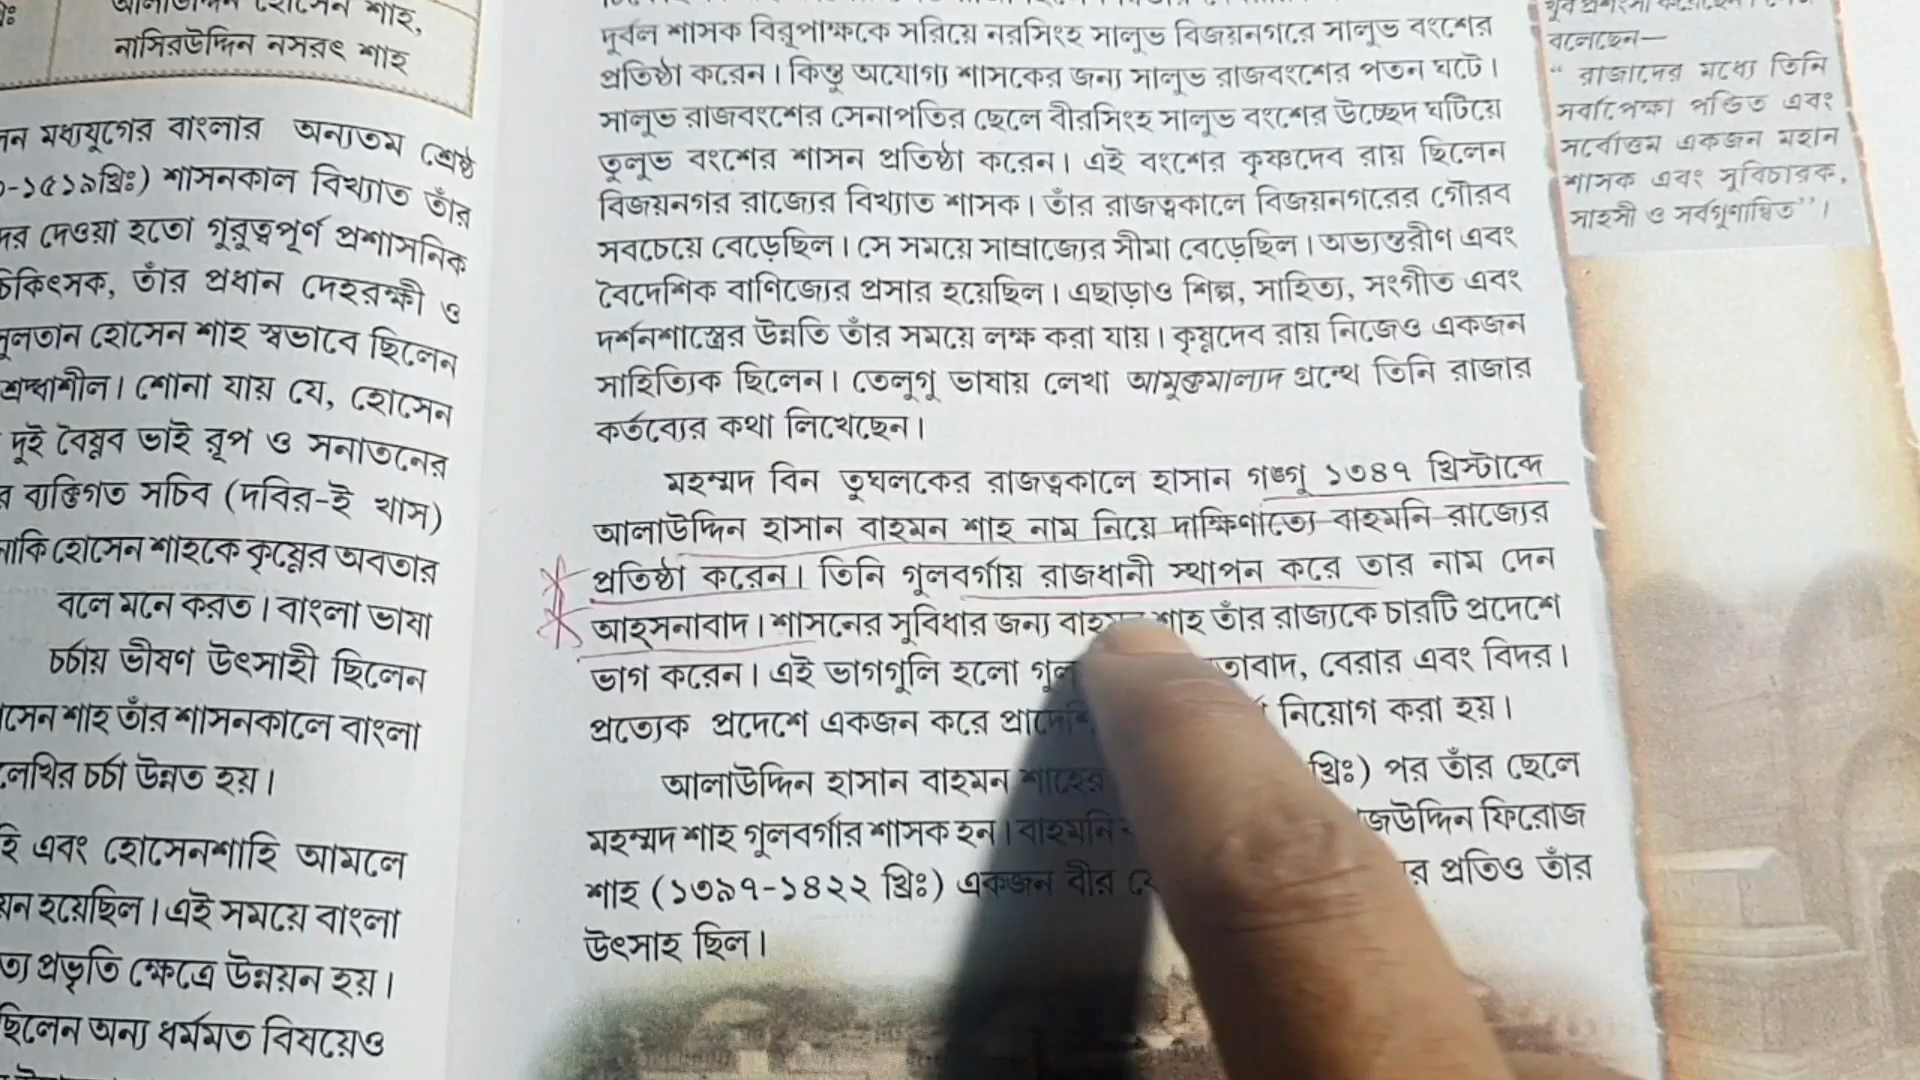 আলাউদ্দিন হোসেন শাহ,
নাসিরউদ্দিন নসরৎ শাহ
মধ্যযুগের বাংলার অন্যতম শ্রেষ্ঠ
-১৫১৯খ্রিঃ) শাসনকাল বিখ্যাত তাঁর
দেওয়া হতো গুরুত্বপূর্ণ প্রশাসনিক
চিকিৎসক, তাঁর প্রধান দেহরক্ষী ও
সুলতান হোসেন শাহ স্বভাবে ছিলেন
শ্রদ্ধাশীল। শোনা যায় যে, হোসেন
দুই বৈষ্ণব ভাই রূপ ও সনাতনের
ব্যক্তিগত সচিব (দবির-ই খাস)
নাকি হোসেন শাহকে কৃষ্ণের অবতার
বলে মনে করত। বাংলা ভাষা
চর্চায় ভীষণ উৎসাহী ছিলেন
শাহ তাঁর শাসনকালে বাংলা
চর্চা উন্নত হয়।
এবং হোসেনশাহি আমলে
হয়েছিল। এই সময়ে বাংলা
প্রভৃতি ক্ষেত্রে উন্নয়ন হয়।
ছিলেন অন্য ধর্মমত বিষয়েও
দুর্বল শাসক বিরূপাক্ষকে সরিয়ে নরসিংহ সালুভ বিজয়নগরে সালুভ বংশের
প্রতিষ্ঠা করেন। কিন্তু অযোগ্য শাসকের জন্য সালুভ রাজবংশের পতন ঘটে।
সালুভ রাজবংশের সেনাপতির ছেলে বীরসিংহ সালুভ বংশের উচ্ছেদ ঘটিয়ে
তুলুভ বংশের শাসন প্রতিষ্ঠা করেন। এই বংশের কৃষ্ণদেব রায় ছিলেন
বিজয়নগর রাজ্যের বিখ্যাত শাসক। তাঁর রাজত্বকালে বিজয়নগরের গৌরব
সবচেয়ে বেড়েছিল। সে সময়ে সাম্রাজ্যের সীমা বেড়েছিল। অভ্যন্তরীণ এবং
বৈদেশিক বাণিজ্যের প্রসার হয়েছিল। এছাড়াও শিল্প, সাহিত্য, সংগীত এবং
দর্শনশাস্ত্রের উন্নতি তাঁর সময়ে লক্ষ করা যায়। কৃষ্ণদেব রায় নিজেও একজন
সাহিত্যিক ছিলেন। তেলুগু ভাষায় লেখা আমুক্তমাল্যদ গ্রন্থে তিনি রাজার
কর্তব্যের কথা লিখেছেন।
মহম্মদ বিন তুঘলকের রাজত্বকালে হাসান গঙ্গু ১৩৪৭ খ্রিস্টাব্দে
আলাউদ্দিন হাসান বাহমন শাহ নাম নিয়ে দাক্ষিণাত্যে বাহমনি রাজ্যের
প্রতিষ্ঠা করেন। তিনি গুলবর্গায় রাজধানী স্থাপন করে তার নাম দেন
আহসনাবাদ। শাসনের সুবিধার জন্য বাহমন শাহ তাঁর রাজ্যকে চারটি প্রদেশে
ভাগ করেন। এই ভাগগুলি হলো বেরার এবং বিদর।
প্রত্যেক প্রদেশে একজন করে নিয়োগ করা হয়।
আলাউদ্দিন হাসান বাহমন শাহের খ্রিঃ) পর তাঁর ছেলে
মহম্মদ শাহ গুলবর্গার শাসক হন। বাহমনি ফিরোজ
শাহ (১৩৯৭-১৪২২ খ্রিঃ) একজন বীর প্রতিও তাঁর
উৎসাহ ছিল।
বলেছেন—
“ রাজাদের মধ্যে তিনি
সর্বাপেক্ষা পণ্ডিত এবং
সর্বোত্তম একজন মহান
শাসক এবং সুবিচারক,
সাহসী ও সর্বগুণান্বিত”।